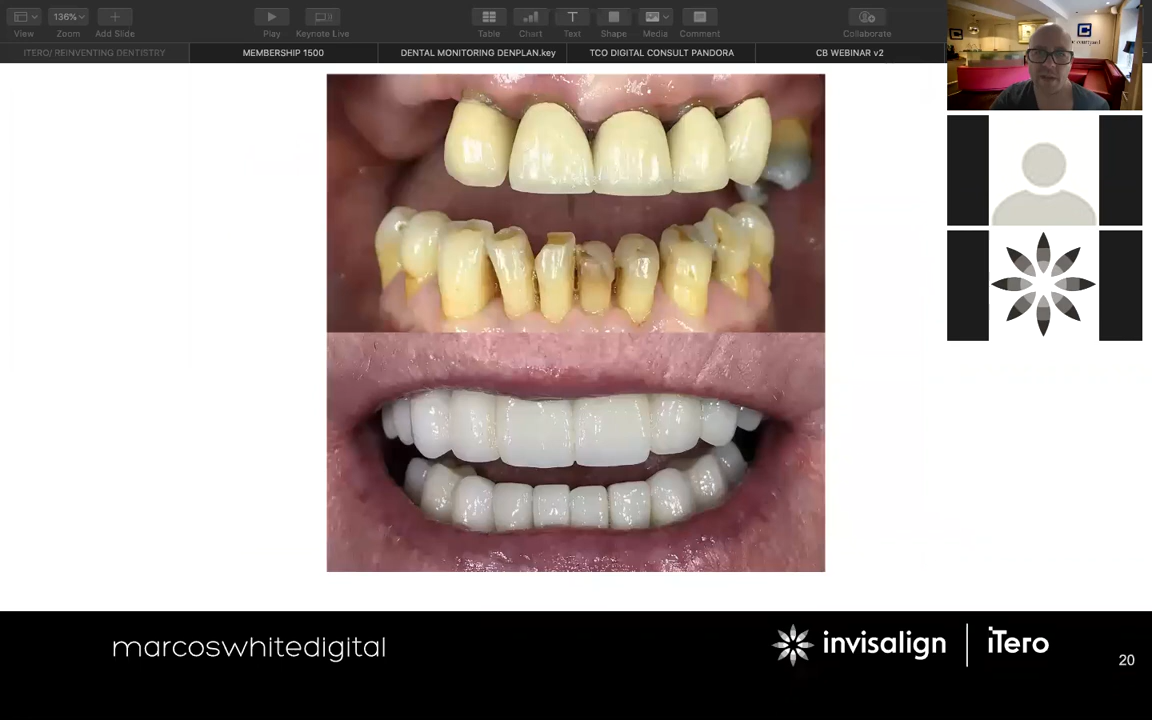 136%
View
Zoom
Add Slide
Play
Keynote Live
Table
Chart
Text
Shape
Media
Comment
Collaborate
ITERO/ REINVENTING DENTISTRY
MEMBERSHIP 1500
DENTAL MONITORING DENPLAN.key
TCO DIGITAL CONSULT PANDORA
CB WEBINAR v2
marcoswhitedigital
invisalign
iTero
20